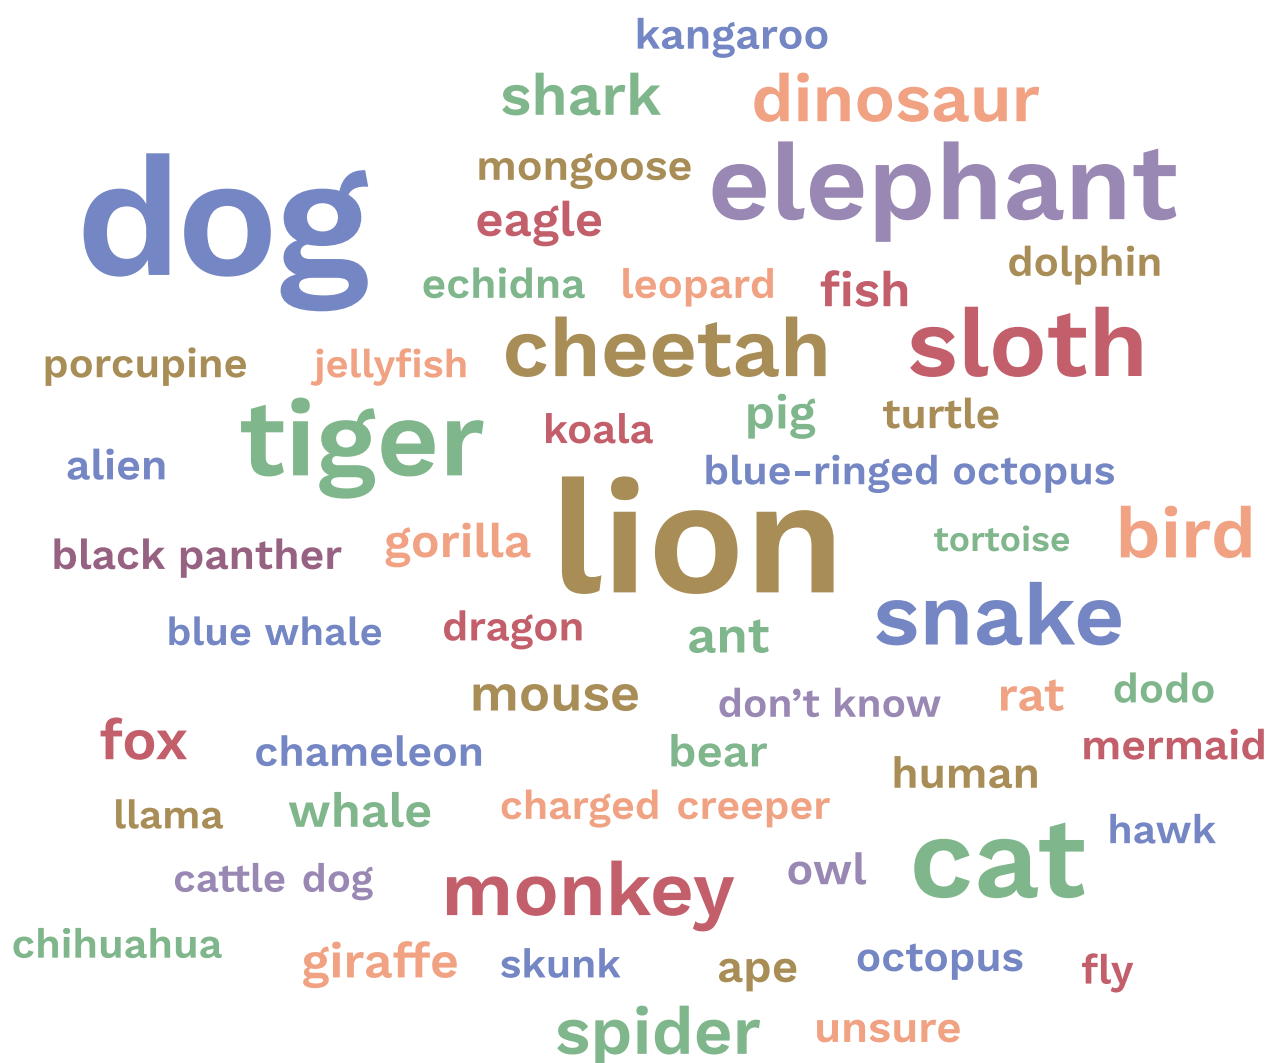 kangaroo
shark
dinosaur
mongoose
elephant
dog
eagle
dolphin
echidna
leopard
fish
porcupine
jellyfish
cheetah
sloth
tiger
koala
pig
turtle
alien
blue-ringed octopus
black panther
gorilla
lion
tortoise
bird
blue whale
dragon
ant
snake
mouse
don’t know
rat
dodo
fox
chameleon
bear
human
mermaid
llama
whale
charged creeper
hawk
cattle dog
monkey
owl
cat
chihuahua
giraffe
skunk
ape
octopus
fly
spider
unsure